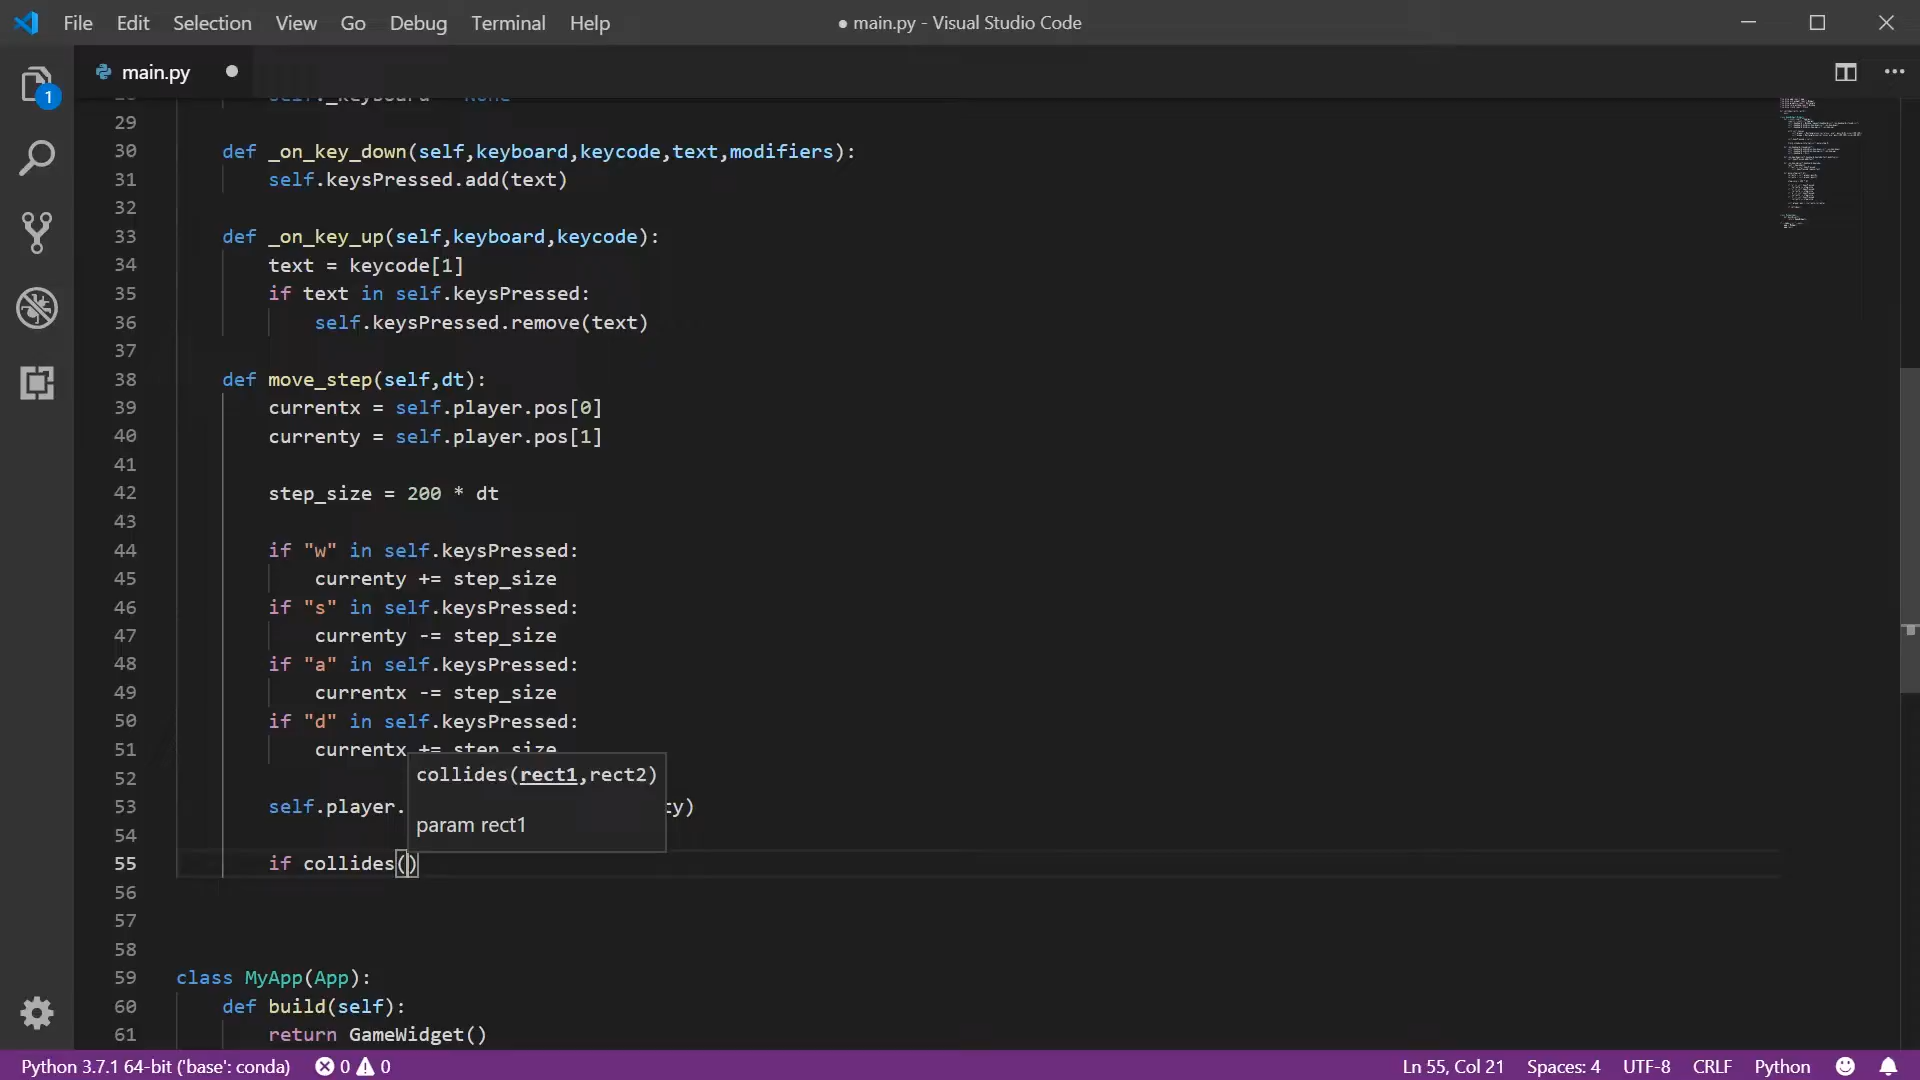 File Edit Selection View Go Debug Terminal Help ● main.py - Visual Studio Code
main.py
1
self._keyboard = None
29
30 def _on_key_down(self,keyboard,keycode,text,modifiers):
31 self.keysPressed.add(text)
32
33 def _on_key_up(self,keyboard,keycode):
34 text = keycode[1]
35 if text in self.keysPressed:
36 self.keysPressed.remove(text)
37
38 def move_step(self,dt):
39 currentx = self.player.pos[0]
40 currenty = self.player.pos[1]
41
42 step_size = 200 * dt
43
44 if "w" in self.keysPressed:
45 currenty += step_size
46 if "s" in self.keysPressed:
47 currenty -= step_size
48 if "a" in self.keysPressed:
49 currentx -= step_size
50 if "d" in self.keysPressed:
51 currentx += step_size
collides(rect1,rect2)
52
53 self.player. ty)
param rect1
54
55 if collides()
56
57
58
59 class MyApp(App):
60 def build(self):
61 return GameWidget()
Python 3.7.1 64-bit ('base': conda) 0 0 Ln 55, Col 21 Spaces: 4 UTF-8 CRLF Python